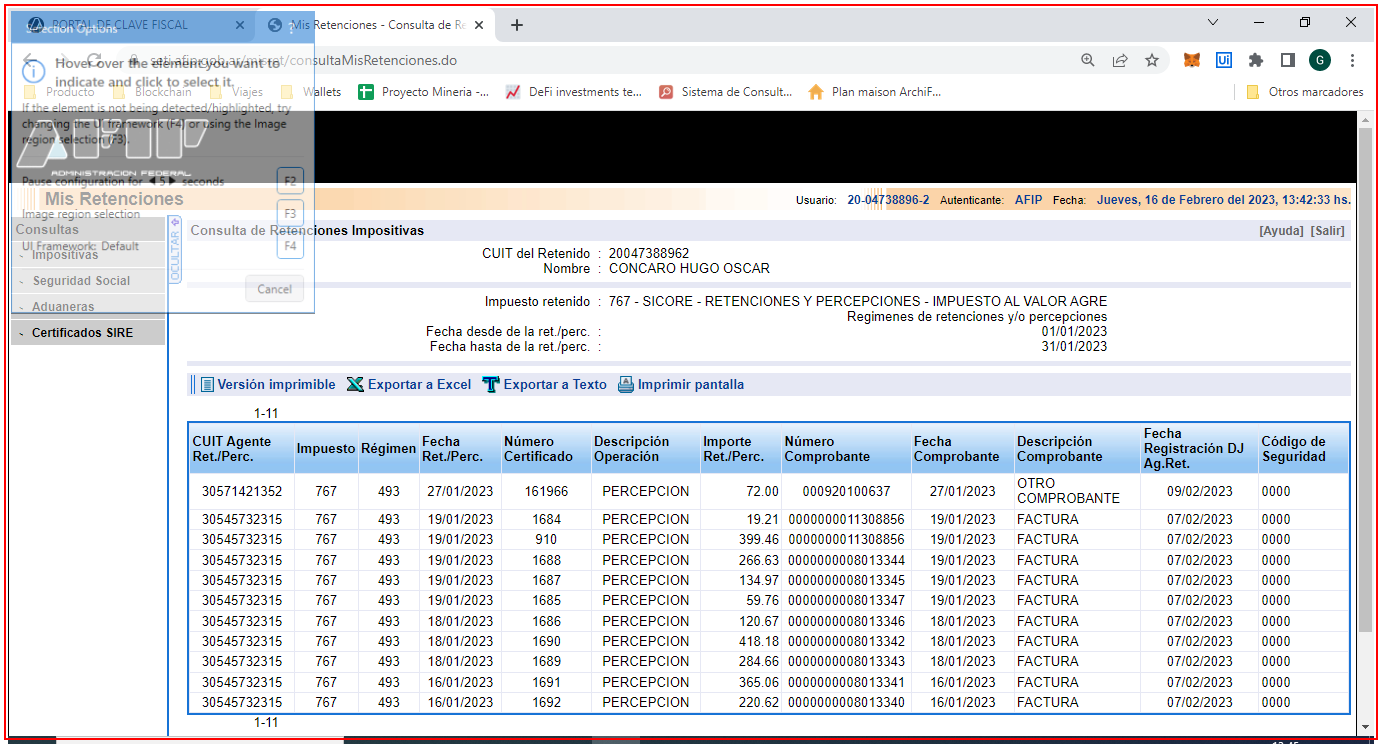 PORTAL DE CLAVE FISCAL
Mis Retenciones - Consulta de Re
Selection Options
?
Hover over the element you want to
indicate and click to select it.
/consultaMisRetenciones.do
G
Producto
Blockchain
Viajes
Wallets
Proyecto Mineria -...
DeFi investments te...
Sistema de Consult...
Plan maison ArchiF...
Otros marcadores
If the element is not being detected/highlighted, try
changing the UI framework (F4) or using the Image
region selection (F3).
AFIP
ADMINISTRACION FEDERAL
Pause configuration for 5 seconds
F2
Mis Retenciones
Usuario: 20-04738896-2 Autenticante: AFIP Fecha: Jueves, 16 de Febrero del 2023, 13:42:33 hs.
Image region selection
F3
Consultas
Consulta de Retenciones Impositivas
[Ayuda] [Salir]
UI Framework: Default
F4
Impositivas
OCULTAR
Seguridad Social
Cancel
Aduaneras
Certificados SIRE
CUIT del Retenido : 20047388962
Nombre : CONCARO HUGO OSCAR
Impuesto retenido : 767 - SICORE - RETENCIONES Y PERCEPCIONES - IMPUESTO AL VALOR AGRE
Regimenes de retenciones y/o percepciones
Fecha desde de la ret./perc. : 01/01/2023
Fecha hasta de la ret./perc. : 31/01/2023
Versión imprimible Exportar a Excel Exportar a Texto Imprimir pantalla
1-11
CUIT Agente Ret./Perc. Impuesto Régimen Fecha Ret./Perc. Número Certificado Descripción Operación Importe Ret./Perc. Número Comprobante Fecha Comprobante Descripción Comprobante Fecha Registración DJ Ag.Ret. Código de Seguridad
30571421352 767 493 27/01/2023 161966 PERCEPCION 72.00 000920100637 27/01/2023 OTRO COMPROBANTE 09/02/2023 0000
30545732315 767 493 19/01/2023 1684 PERCEPCION 19.21 0000000011308856 19/01/2023 FACTURA 07/02/2023 0000
30545732315 767 493 19/01/2023 910 PERCEPCION 399.46 0000000011308856 19/01/2023 FACTURA 07/02/2023 0000
30545732315 767 493 19/01/2023 1688 PERCEPCION 266.63 0000000008013344 19/01/2023 FACTURA 07/02/2023 0000
30545732315 767 493 19/01/2023 1687 PERCEPCION 134.97 0000000008013345 19/01/2023 FACTURA 07/02/2023 0000
30545732315 767 493 19/01/2023 1685 PERCEPCION 59.76 0000000008013347 19/01/2023 FACTURA 07/02/2023 0000
30545732315 767 493 18/01/2023 1686 PERCEPCION 120.67 0000000008013346 18/01/2023 FACTURA 07/02/2023 0000
30545732315 767 493 18/01/2023 1690 PERCEPCION 418.18 0000000008013342 18/01/2023 FACTURA 07/02/2023 0000
30545732315 767 493 18/01/2023 1689 PERCEPCION 284.66 0000000008013343 18/01/2023 FACTURA 07/02/2023 0000
30545732315 767 493 16/01/2023 1691 PERCEPCION 365.06 0000000008013341 16/01/2023 FACTURA 07/02/2023 0000
30545732315 767 493 16/01/2023 1692 PERCEPCION 220.62 0000000008013340 16/01/2023 FACTURA 07/02/2023 0000
1-11